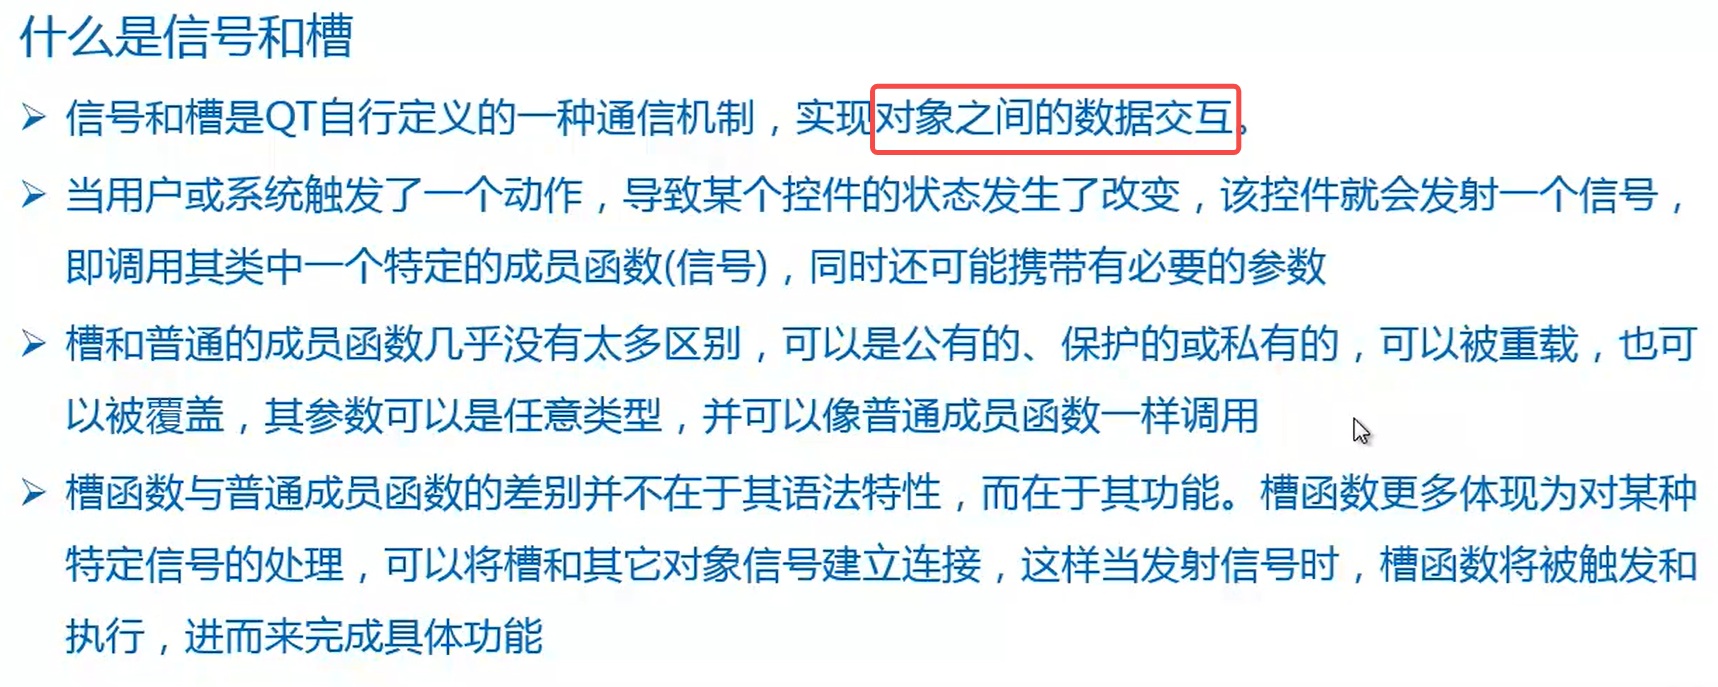 什么是信号和槽
➢ 信号和槽是QT自行定义的一种通信机制，实现对象之间的数据交互。
➢ 当用户或系统触发了一个动作，导致某个控件的状态发生了改变，该控件就会发射一个信号，
即调用其类中一个特定的成员函数(信号)，同时还可能携带有必要的参数
➢ 槽和普通的成员函数几乎没有太多区别，可以是公有的、保护的或私有的，可以被重载，也可
以被覆盖，其参数可以是任意类型，并可以像普通成员函数一样调用
➢ 槽函数与普通成员函数的差别并不在于其语法特性，而在于其功能。槽函数更多体现为对某种
特定信号的处理，可以将槽和其它对象信号建立连接，这样当发射信号时，槽函数将被触发和
执行，进而来完成具体功能